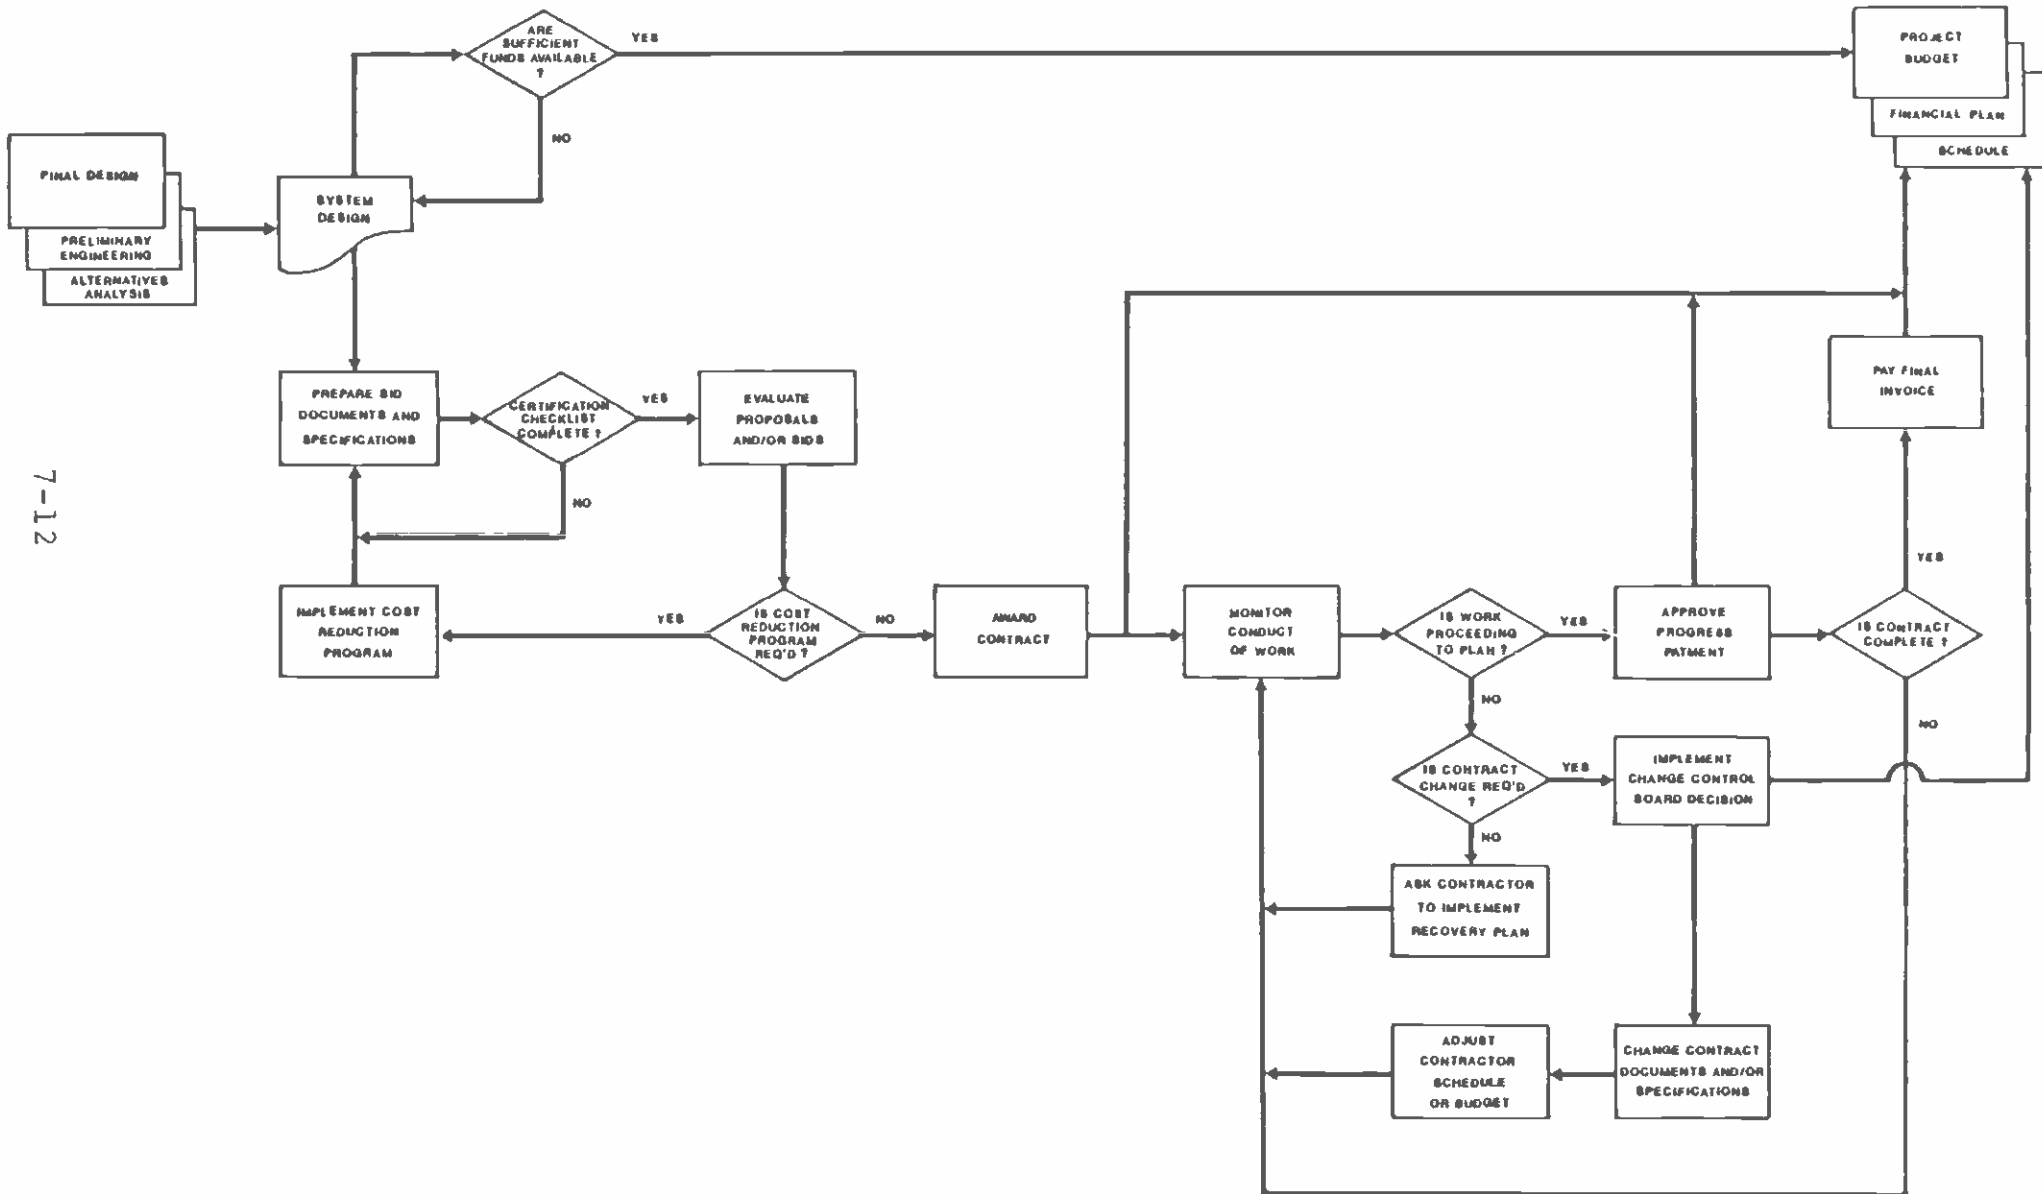 ARE
SUFFICIENT
FUNDS AVAILABLE
?
YES
NO
PROJECT
BUDGET
FINANCIAL PLAN
SCHEDULE
FINAL DESIGN
PRELIMINARY
ENGINEERING
ALTERNATIVES
ANALYSIS
SYSTEM
DESIGN
PREPARE BID
DOCUMENTS AND
SPECIFICATIONS
CERTIFICATION
CHECKLIST
COMPLETE ?
YES
NO
EVALUATE
PROPOSALS
AND/OR BIDS
PAY FINAL
INVOICE
7-12
IMPLEMENT COST
REDUCTION
PROGRAM
YES
IS COST
REDUCTION
PROGRAM
REQ'D ?
NO
AWARD
CONTRACT
MONITOR
CONDUCT
OF WORK
IS WORK
PROCEEDING
TO PLAN ?
YES
NO
APPROVE
PROGRESS
PATMENT
IS CONTRACT
COMPLETE ?
YES
NO
IS CONTRACT
CHANGE REQ'D
?
YES
NO
IMPLEMENT
CHANGE CONTROL
BOARD DECISION
ASK CONTRACTOR
TO IMPLEMENT
RECOVERY PLAN
ADJUST
CONTRACTOR
SCHEDULE
OR BUDGET
CHANGE CONTRACT
DOCUMENTS AND/OR
SPECIFICATIONS